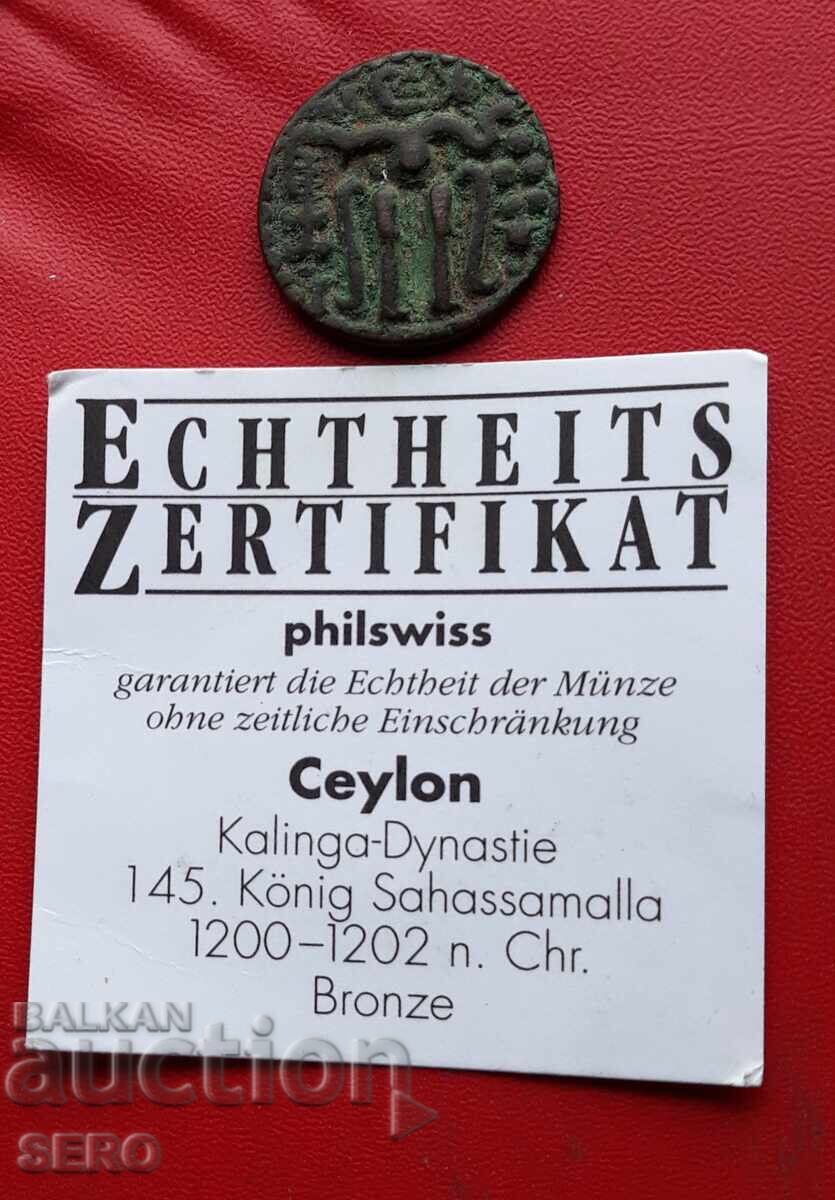 ECHTHEITS
ZERTIFIKAT
philswiss
garantiert die Echtheit der Münze
ohne zeitliche Einschränkung
Ceylon
Kalinga-Dynastie
145. König Sahassamalla
1200–1202 n. Chr.
Bronze
BALKAN
auction
SERO